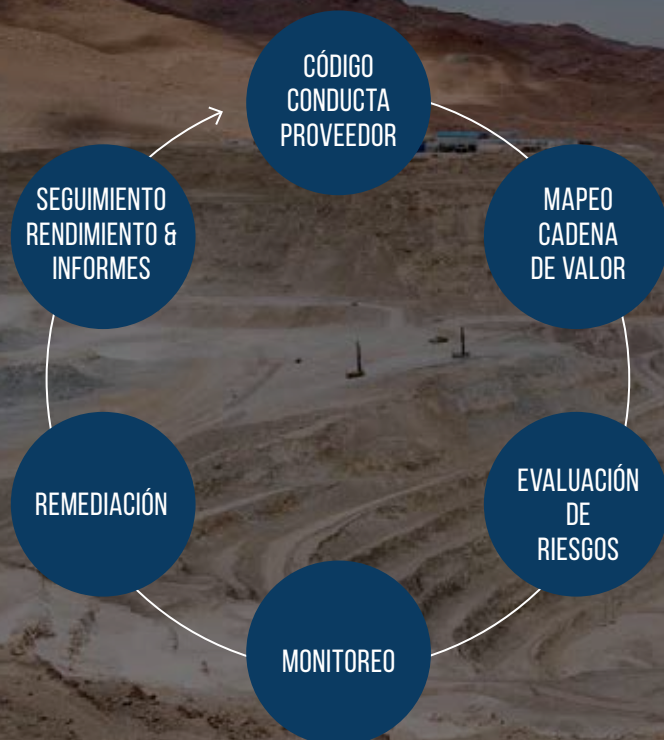 CÓDIGO
CONDUCTA
PROVEEDOR
MAPEO
CADENA
DE VALOR
EVALUACIÓN
DE
RIESGOS
MONITOREO
REMEDIACIÓN
SEGUIMIENTO
RENDIMIENTO &
INFORMES